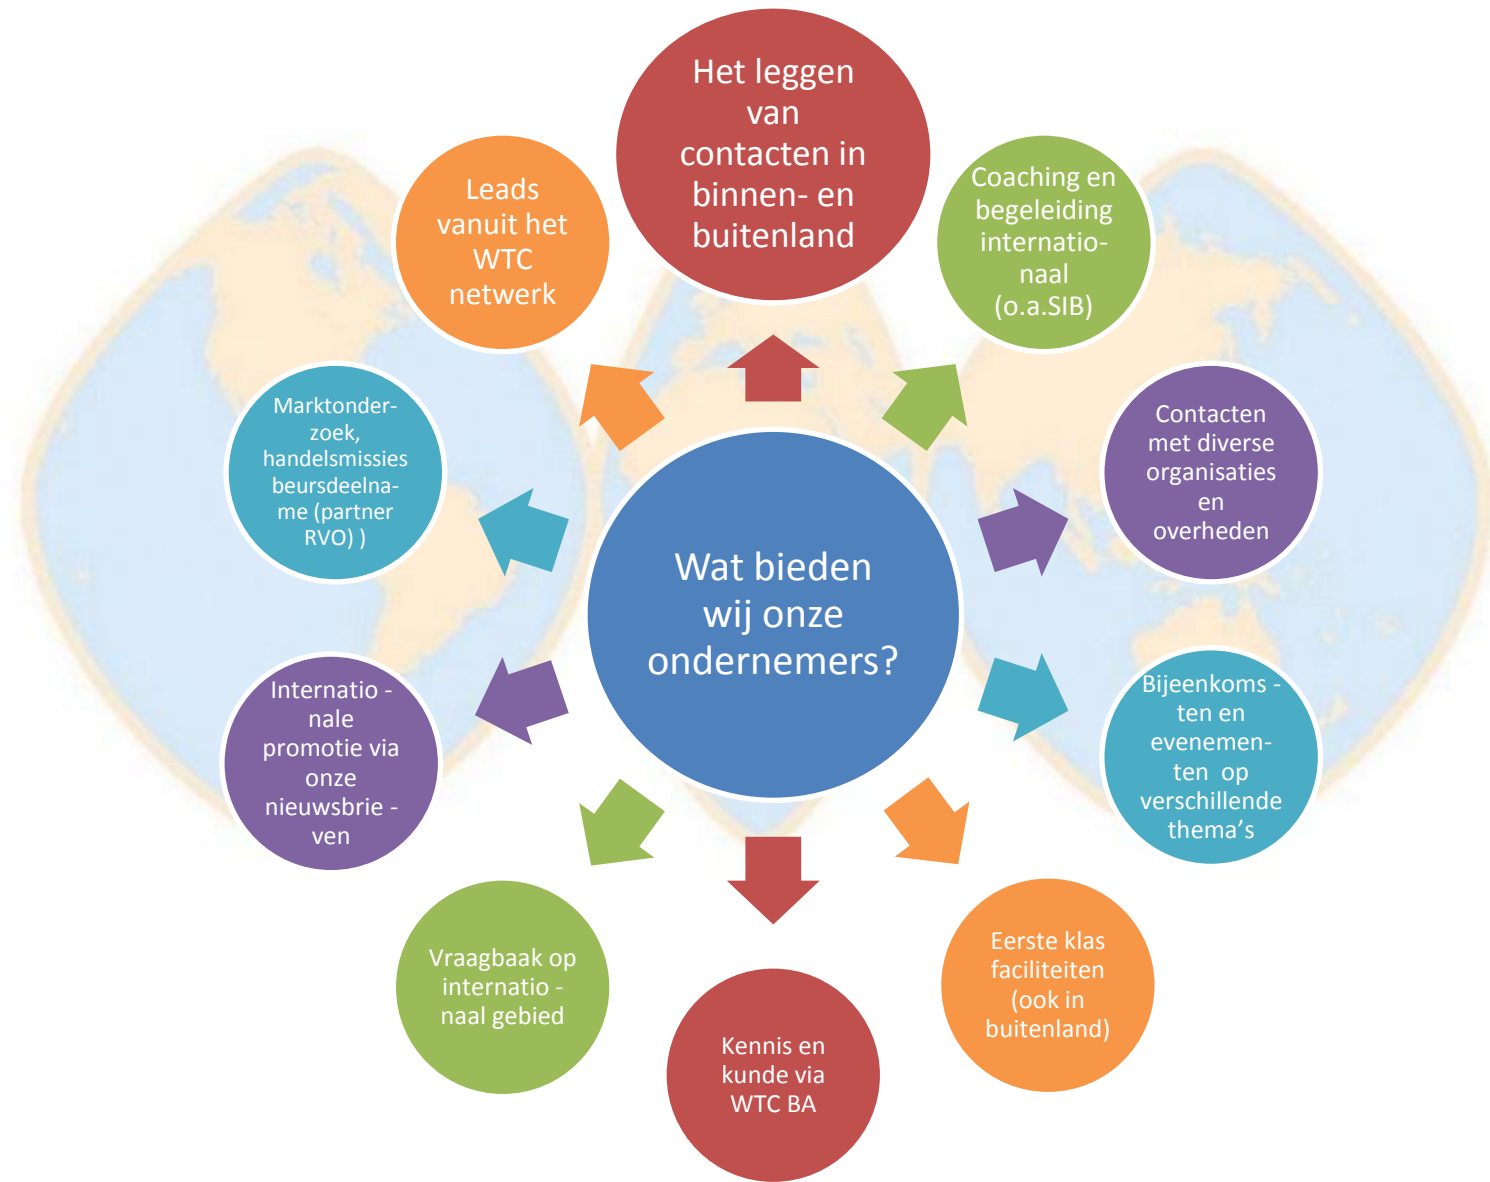 Het leggen
van
contacten in
binnen- en
buitenland
Coaching en
begeleiding
internatio-
naal
(o.a.SIB)
Contacten
met diverse
organisaties
en
overheden
Bijeenkoms -
ten en
evenemen-
ten  op
verschillende
thema’s
Eerste klas
faciliteiten
(ook in
buitenland)
Kennis en
kunde via
WTC BA
Vraagbaak op
internatio -
naal gebied
Internatio -
nale
promotie via
onze
nieuwsbrie -
ven
Marktonder-
zoek,
handelsmissies
beursdeelna-
me (partner
RVO) )
Leads
vanuit het
WTC
netwerk
Wat bieden
wij onze
ondernemers?